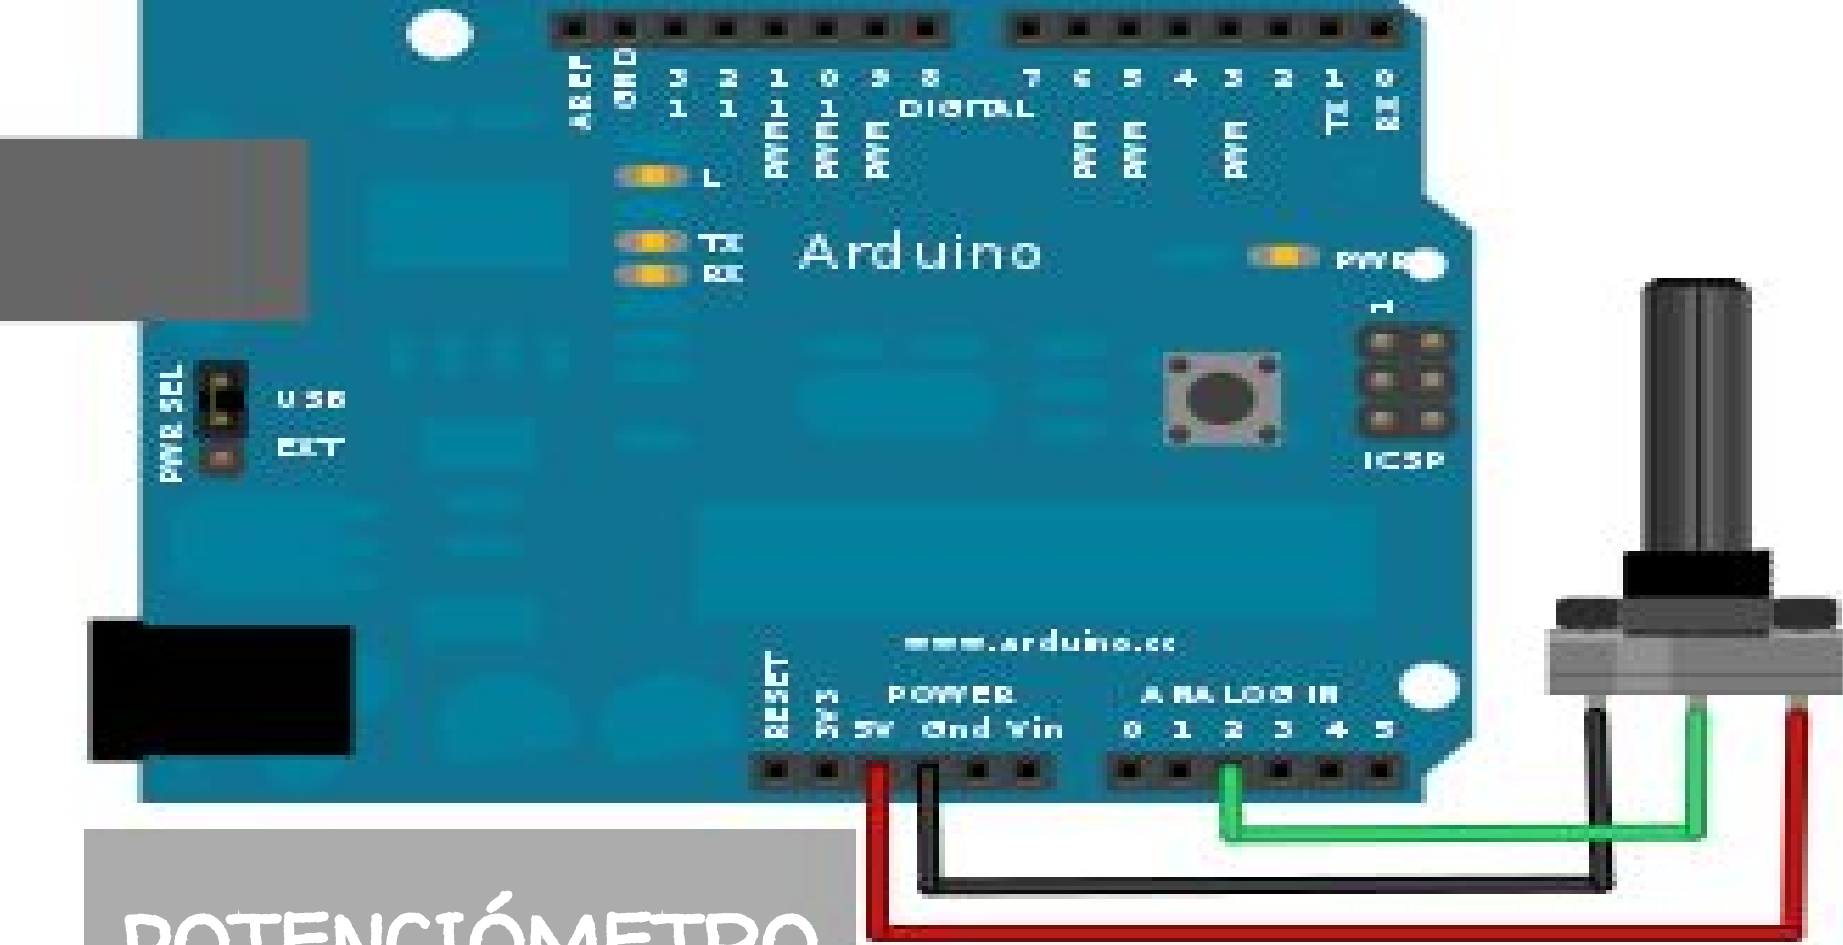 AREF GND 13 12 11 10 9 8 7 6 5 4 3 2 1 0
DIGITAL
PWM PWM PWM PWM PWM PWM TX RX
L
TX
RX
Arduino
PWR
1
ICSP
PWR SEL
USB
EXT
www.arduino.cc
POWER
ANALOG IN
RESET 3V3 5V Gnd Vin 0 1 2 3 4 5
POTENCIÓMETRO